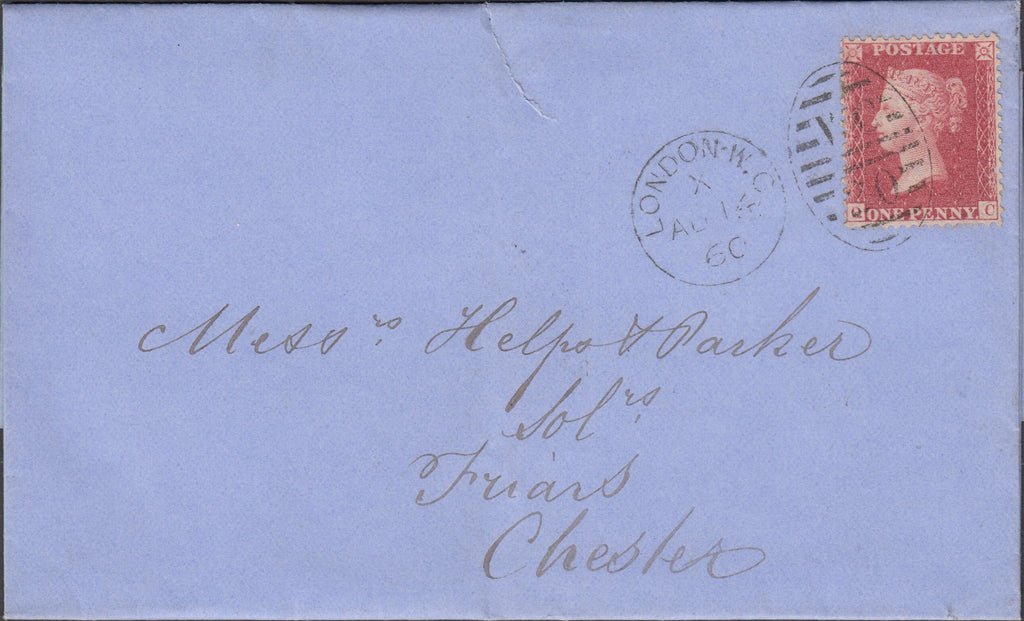 POSTAGE
Q ONE PENNY C
LONDON·W.C
X
60
Messrs. Helps & Parker
Solrs
Friars
Chester